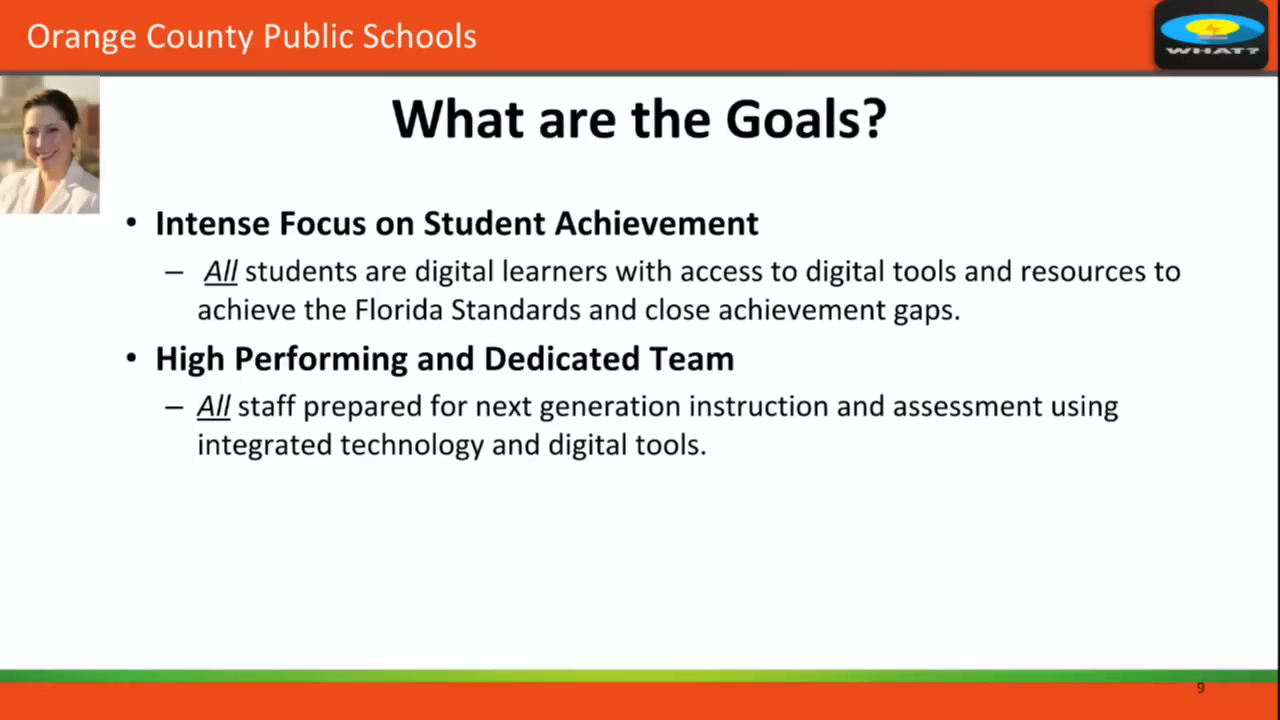 Orange County Public Schools
WHAT?
What are the Goals?
• Intense Focus on Student Achievement
– All students are digital learners with access to digital tools and resources to
achieve the Florida Standards and close achievement gaps.
• High Performing and Dedicated Team
– All staff prepared for next generation instruction and assessment using
integrated technology and digital tools.
9